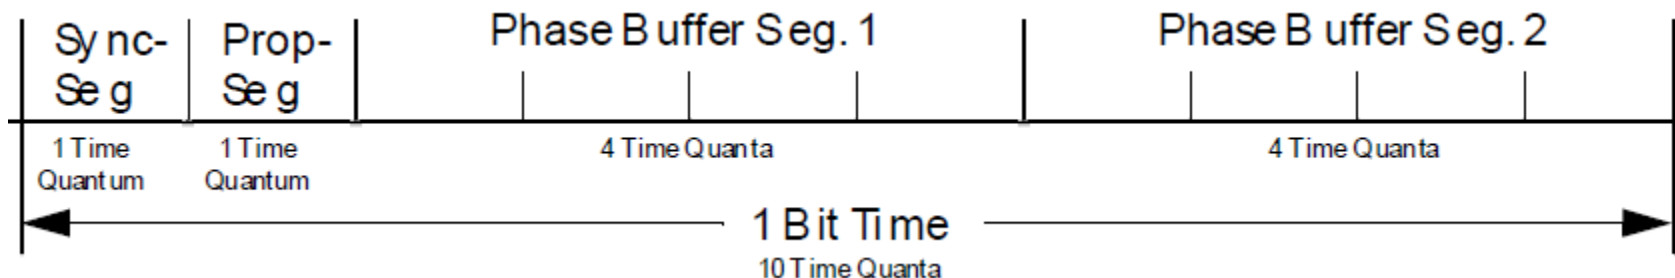 Sync-
Seg
Prop-
Seg
Phase Buffer Seg. 1
Phase Buffer Seg. 2
1 Time
Quantum
1 Time
Quantum
4 Time Quanta
4 Time Quanta
1 Bit Time
10 Time Quanta